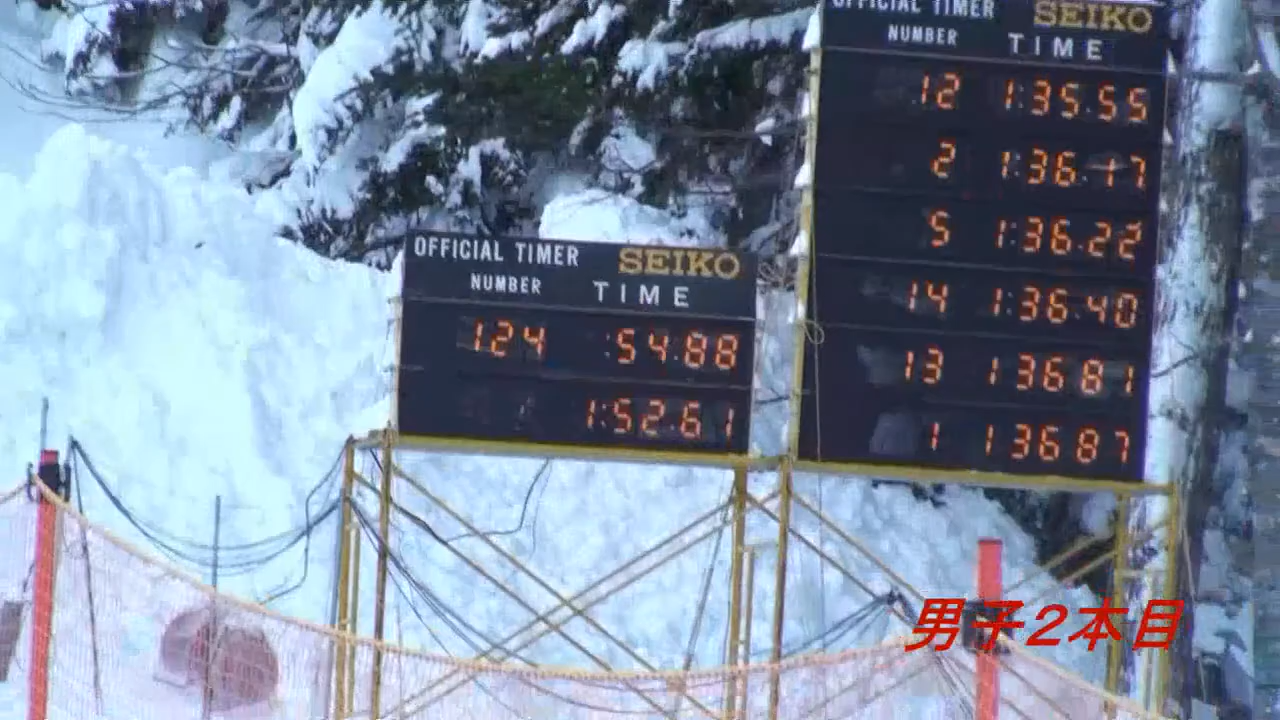 OFFICIAL TIMER SEIKO
NUMBER TIME
124 :54.88
1:52.61
OFFICIAL TIMER SEIKO
NUMBER TIME
12 1:35.55
2 1:36.17
5 1:36.22
14 1:36.40
13 1 36 81
1 1 36 87
男子2本目